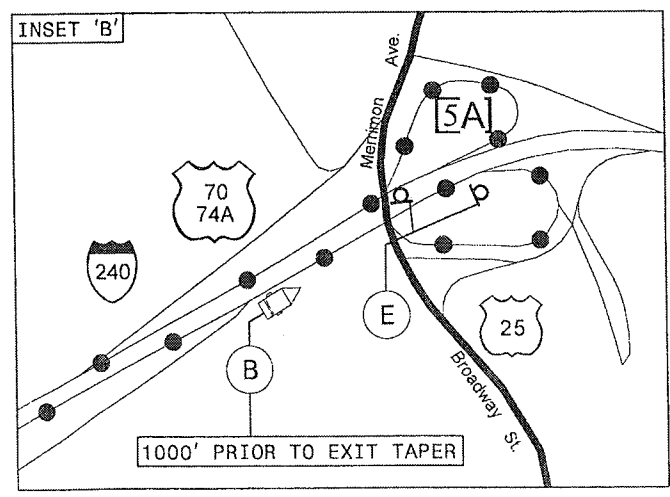 INSET 'B'
Merrimon Ave.
[5A]
70
74A
240
E
25
B
Broadway St.
1000' PRIOR TO EXIT TAPER